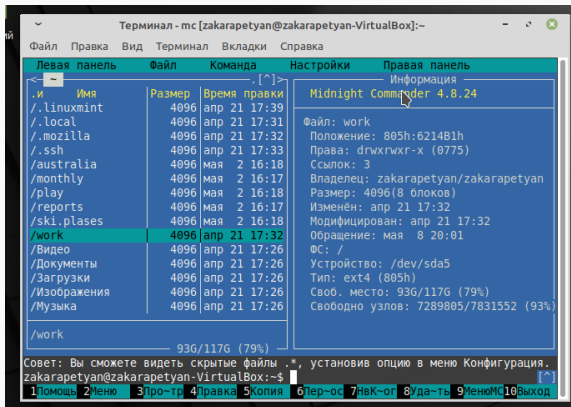 ий
Терминал - mc [zakarapetyan@zakarapetyan-VirtualBox]:~
Файл Правка Вид Терминал Вкладки Справка
Левая панель Файл Команда Настройки Правая панель
<- ~ .[^]> Информация
.и Имя Размер Время правки Midnight Commander 4.8.24
/.linuxmint 4096 апр 21 17:39
/.local 4096 апр 21 17:31 Файл: work
/.mozilla 4096 апр 21 17:32 Положение: 805h:6214B1h
/.ssh 4096 апр 21 17:33 Права: drwxrwxr-x (0775)
/australia 4096 мая 2 16:18 Ссылок: 3
/monthly 4096 мая 2 16:17 Владелец: zakarapetyan/zakarapetyan
/play 4096 мая 2 16:18 Размер: 4096(8 блоков)
/reports 4096 мая 2 16:17 Изменён: апр 21 17:32
/ski.plases 4096 мая 2 16:18 Модифицирован: апр 21 17:32
/work 4096 апр 21 17:32 Обращение: мая 8 20:01
/Видео 4096 апр 21 17:26 ФС: /
/Документы 4096 апр 21 17:26 Устройство: /dev/sda5
/Загрузки 4096 апр 21 17:26 Тип: ext4 (805h)
/Изображения 4096 апр 21 17:26 Своб. место: 93G/117G (79%)
/Музыка 4096 апр 21 17:26 Свободно узлов: 7289805/7831552 (93%)
/work
93G/117G (79%)
Совет: Вы сможете видеть скрытые файлы .*, установив опцию в меню Конфигурация.
zakarapetyan@zakarapetyan-VirtualBox:~$ [^]
1Помощь 2Меню 3Про~тр 4Правка 5Копия 6Пер~ос 7НвК~ог 8Уда~ть 9МенюMC 10Выход